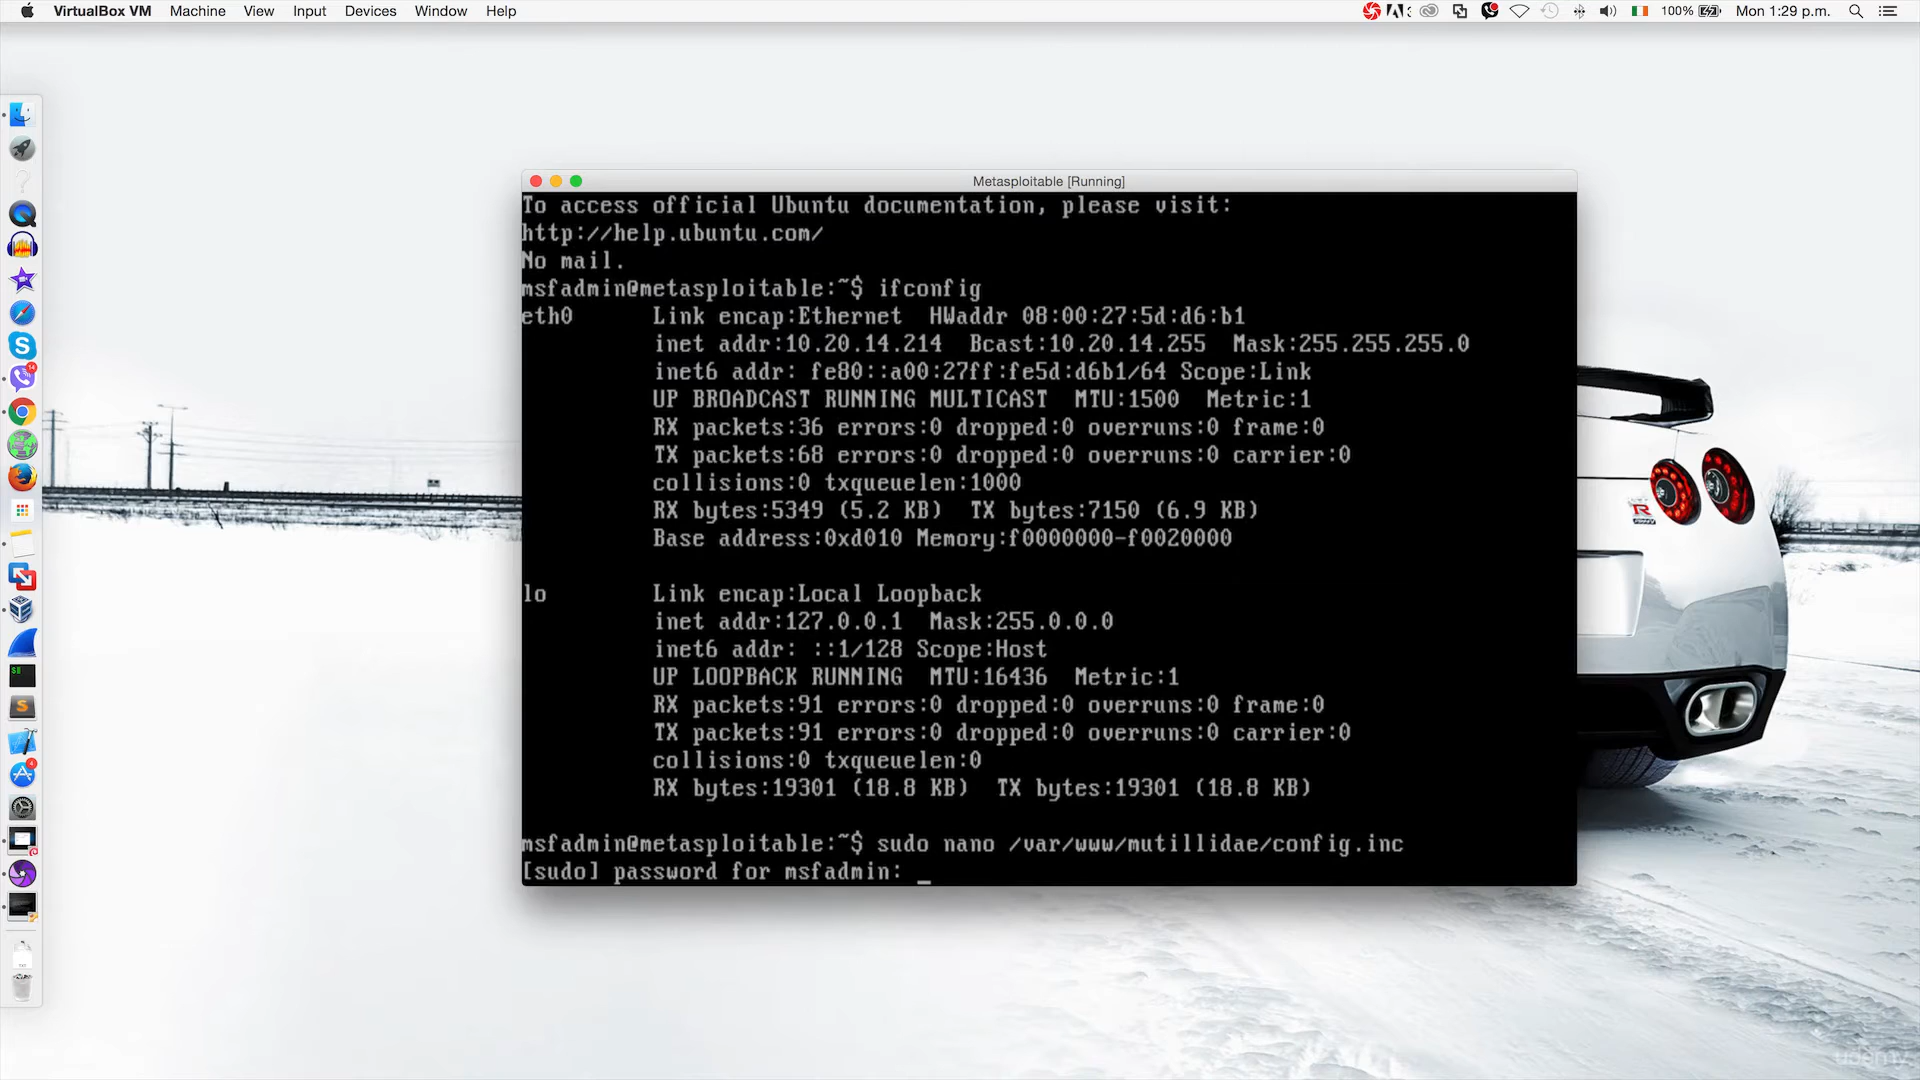 VirtualBox VM Machine View Input Devices Window Help 100% Mon 1:29 p.m.
Metasploitable [Running]
To access official Ubuntu documentation, please visit:
http://help.ubuntu.com/
No mail.
msfadmin@metasploitable:~$ ifconfig
eth0 Link encap:Ethernet HWaddr 08:00:27:5d:d6:b1
inet addr:10.20.14.214 Bcast:10.20.14.255 Mask:255.255.255.0
inet6 addr: fe80::a00:27ff:fe5d:d6b1/64 Scope:Link
UP BROADCAST RUNNING MULTICAST MTU:1500 Metric:1
RX packets:36 errors:0 dropped:0 overruns:0 frame:0
TX packets:68 errors:0 dropped:0 overruns:0 carrier:0
collisions:0 txqueuelen:1000
RX bytes:5349 (5.2 KB) TX bytes:7150 (6.9 KB)
Base address:0xd010 Memory:f0000000-f0020000
lo Link encap:Local Loopback
inet addr:127.0.0.1 Mask:255.0.0.0
inet6 addr: ::1/128 Scope:Host
UP LOOPBACK RUNNING MTU:16436 Metric:1
RX packets:91 errors:0 dropped:0 overruns:0 frame:0
TX packets:91 errors:0 dropped:0 overruns:0 carrier:0
collisions:0 txqueuelen:0
RX bytes:19301 (18.8 KB) TX bytes:19301 (18.8 KB)
msfadmin@metasploitable:~$ sudo nano /var/www/mutillidae/config.inc
[sudo] password for msfadmin: _
udemy